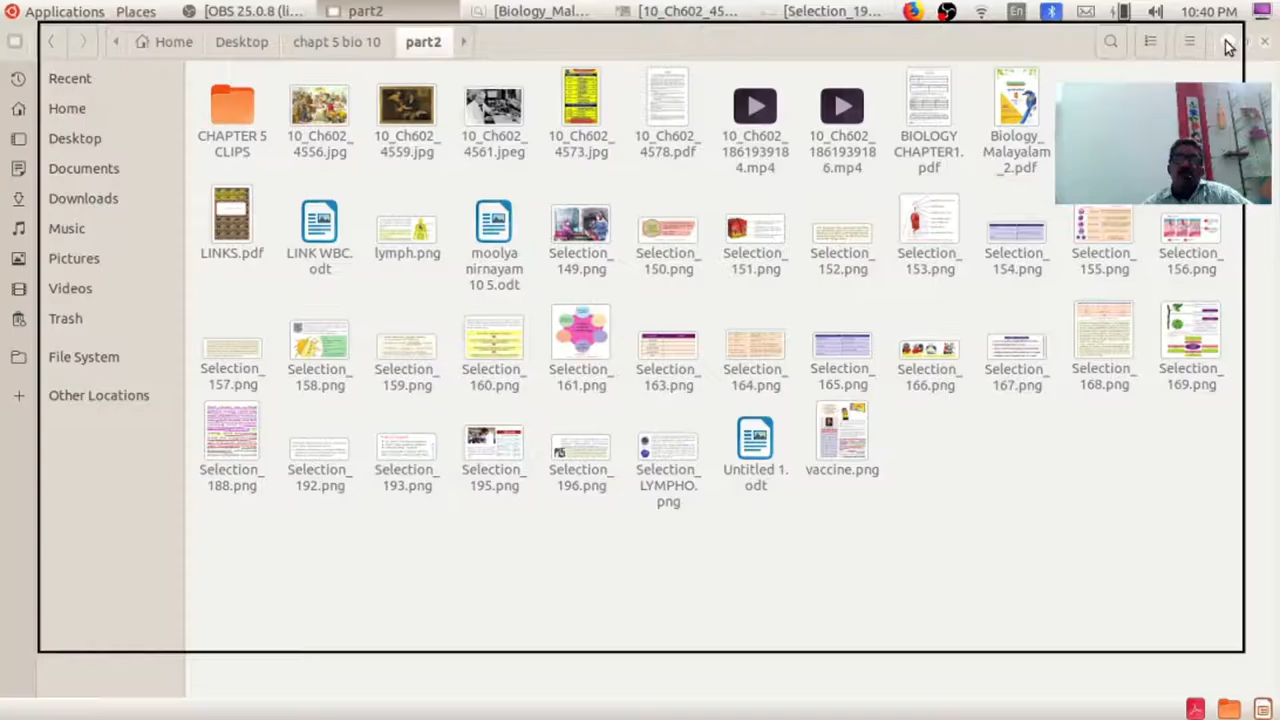 Applications Places [OBS 25.0.8 (li... part2 [Biology_Mal... [10_Ch602_45... [Selection_19... En 10:40 PM
Home Desktop chapt 5 bio 10 part2
Recent
Home
Desktop
Documents
Downloads
Music
Pictures
Videos
Trash
File System
Other Locations
CHAPTER 5
CLIPS
10_Ch602_
4556.jpg
10_Ch602_
4559.jpg
10_Ch602_
4561.jpeg
10_Ch602_
4573.jpg
10_Ch602_
4578.pdf
10_Ch602_
186193918
4.mp4
10_Ch602_
186193918
6.mp4
BIOLOGY
CHAPTER1.
pdf
Biology_
Malayalam
_2.pdf
LINKS.pdf
LINK WBC.
odt
lymph.png
moolya
nirnayam
10 5.odt
Selection_
149.png
Selection_
150.png
Selection_
151.png
Selection_
152.png
Selection_
153.png
Selection_
154.png
Selection_
155.png
Selection_
156.png
Selection_
157.png
Selection_
158.png
Selection_
159.png
Selection_
160.png
Selection_
161.png
Selection_
163.png
Selection_
164.png
Selection_
165.png
Selection_
166.png
Selection_
167.png
Selection_
168.png
Selection_
169.png
Selection_
188.png
Selection_
192.png
Selection_
193.png
Selection_
195.png
Selection_
196.png
Selection_
LYMPHO.
png
Untitled 1.
odt
vaccine.png